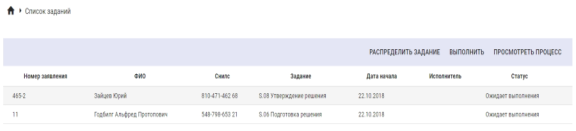 Список заданий
РАСПРЕДЕЛИТЬ ЗАДАНИЕ ВЫПОЛНИТЬ ПРОСМОТРЕТЬ ПРОЦЕСС
Номер заявления ФИО Снилс Задание Дата начала Исполнитель Статус
465-2 Зайцев Юрий 810-471-462 68 S.08 Утверждение решения 22.10.2018 Ожидает выполнения
11 Годбилт Альфред Протопович 548-798-653 21 S.06 Подготовка решения 22.10.2018 Ожидает выполнения